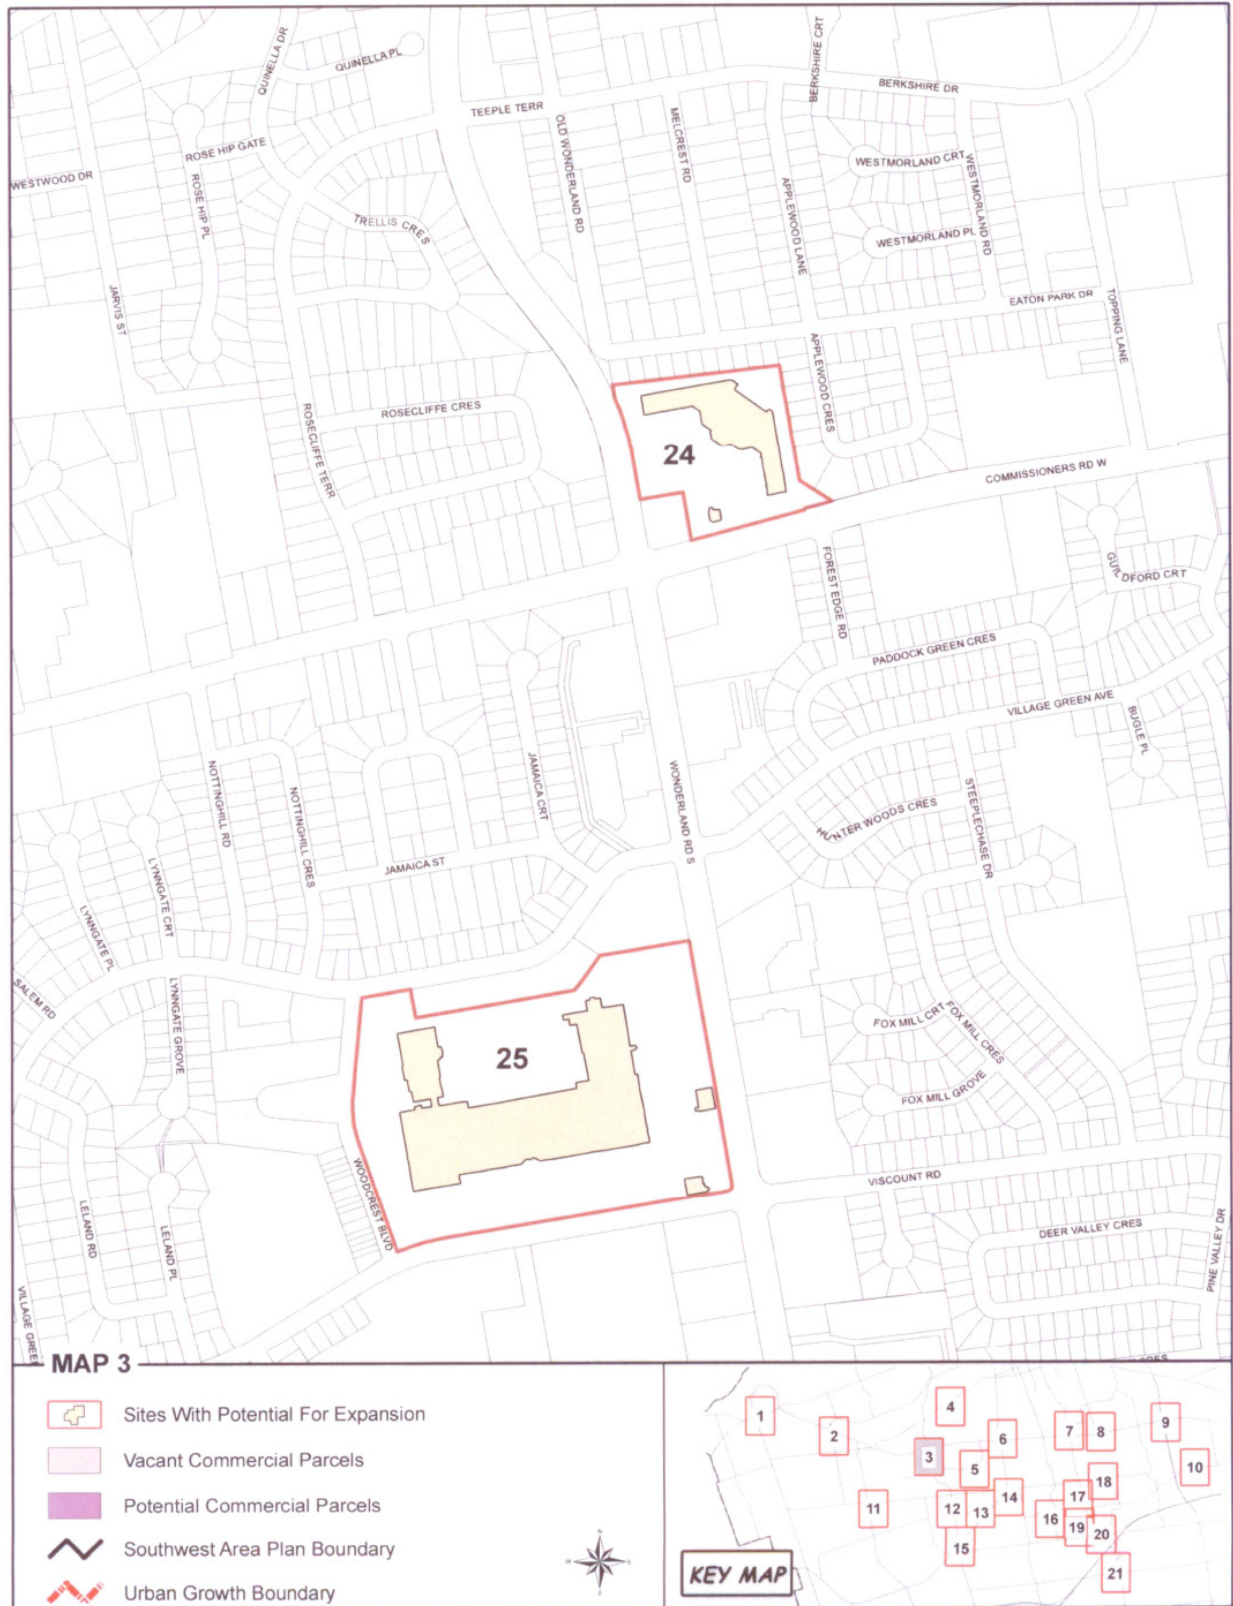 QUINELLA DR
QUINELLA PL
BERKSHIRE CRT
BERKSHIRE DR
TEEPLE TERR
OLD WONDERLAND RD
MELCREST RD
ROSE HIP GATE
WESTWOOD DR
ROSE HIP PL
APPLEWOOD LANE
WESTMORLAND CRT
WESTMORLAND RD
WESTMORLAND PL
TRELLIS CRES
JARVIS ST
EATON PARK DR
TOPPING LANE
APPLEWOOD CRES
ROSECLIFFE CRES
ROSECLIFFE TERR
24
COMMISSIONERS RD W
FOREST EDGE RD
GUILDFORD CRT
PADDOCK GREEN CRES
VILLAGE GREEN AVE
BUGLE PL
NOTTINGHILL RD
NOTTINGHILL CRES
JAMAICA CRT
WONDERLAND RD S
HUNTER WOODS CRES
STEEPLECHASE DR
JAMAICA ST
LYNNGATE CRT
LYNNGATE PL
SALEM RD
LYNNGATE GROVE
25
FOX MILL CRT
FOX MILL CRES
FOX MILL GROVE
WOODCREST BLVD
VISCOUNT RD
LELAND RD
LELAND PL
DEER VALLEY CRES
PINE VALLEY DR
VILLAGE GREE
CRES
MAP 3
Sites With Potential For Expansion
Vacant Commercial Parcels
Potential Commercial Parcels
Southwest Area Plan Boundary
Urban Growth Boundary
1
2
3
4
5
6
7
8
9
10
11
12
13
14
15
16
17
18
19
20
21
KEY MAP